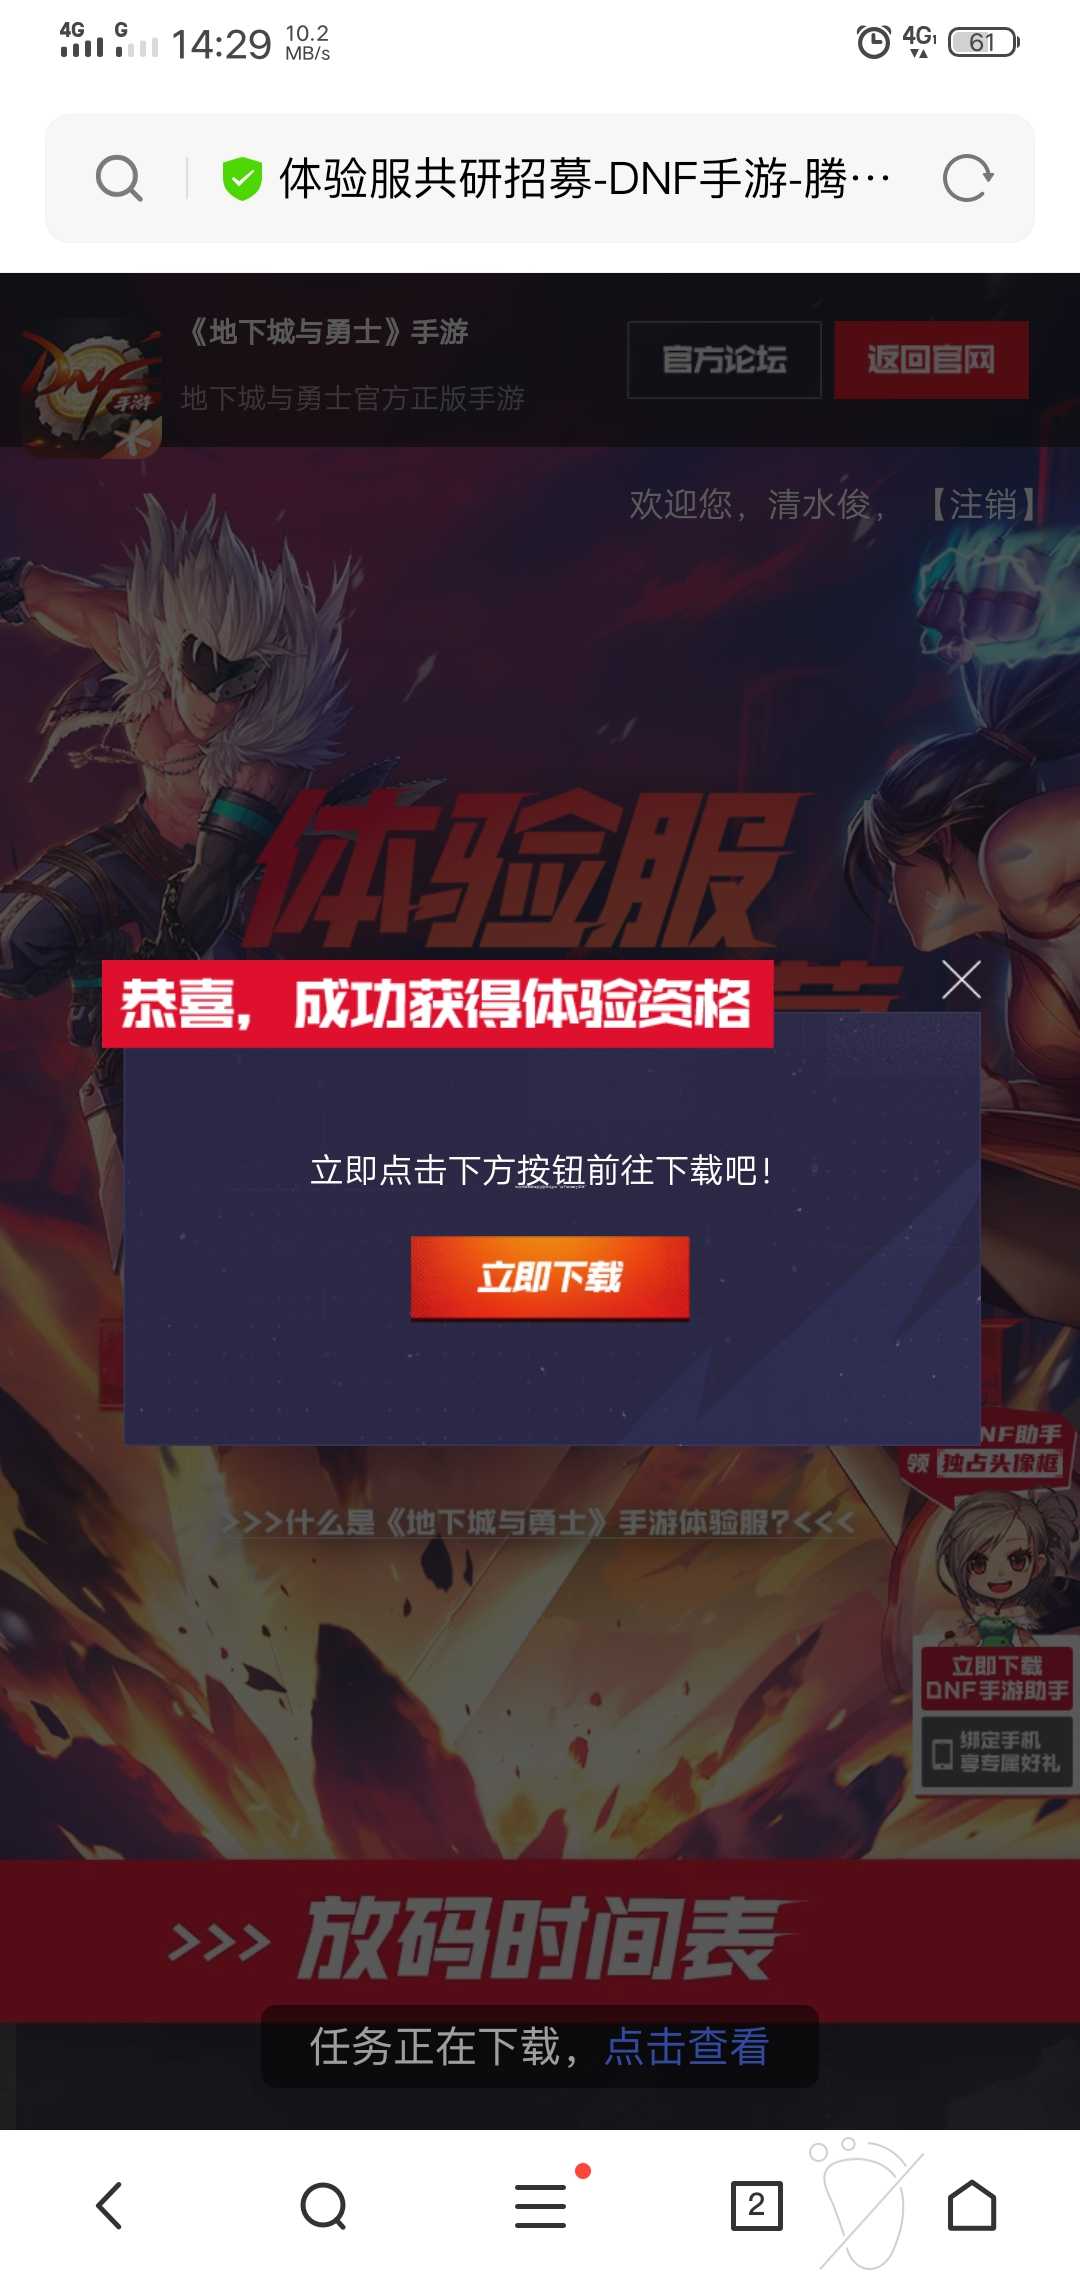 4G G 14:29 10.2 MB/s 4G 61
体验服共研招募-DNF手游-腾…
DNF手游
《地下城与勇士》手游
地下城与勇士官方正版手游
官方论坛 返回官网
欢迎您，清水俊， 【注销】
体验服
恭喜，成功获得体验资格
立即点击下方按钮前往下载吧！
立即下载
NF助手
领 独占头像框
>>>什么是《地下城与勇士》手游体验服?<<<
立即下载
DNF手游助手
绑定手机
享专属好礼
>>> 放码时间表
任务正在下载，点击查看
2